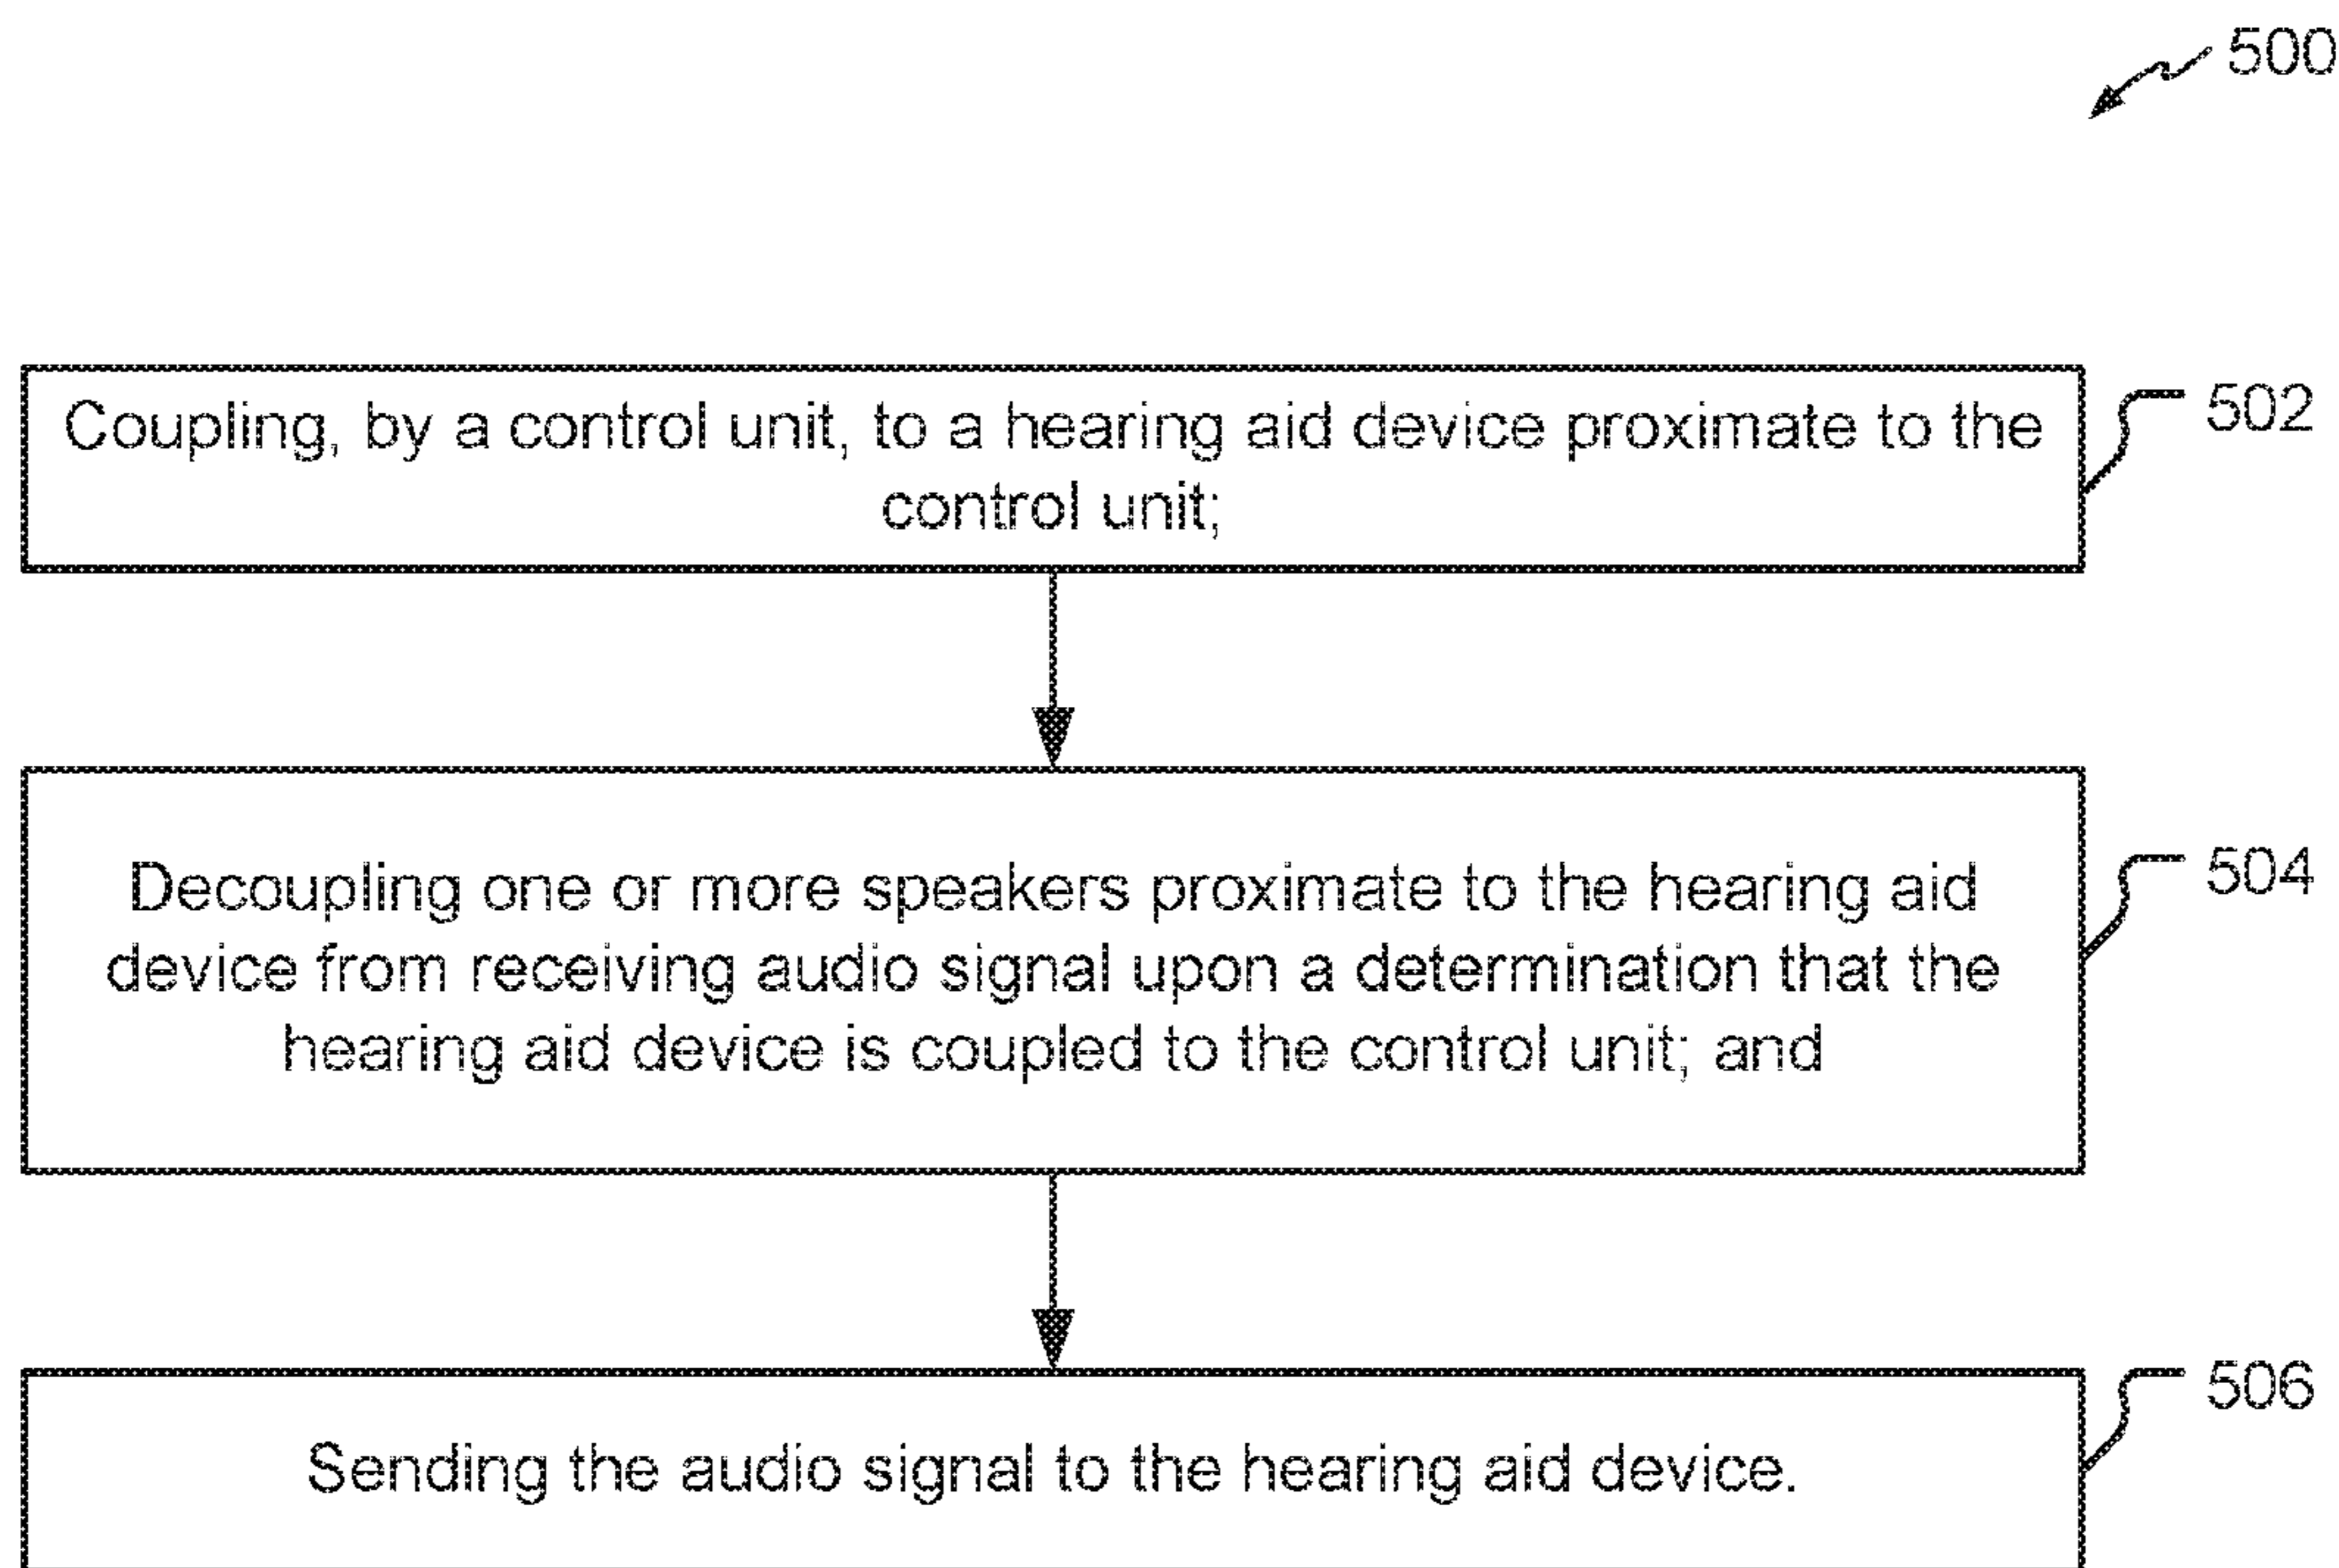 500
Coupling, by a control unit, to a hearing aid device proximate to the
control unit;
502
Decoupling one or more speakers proximate to the hearing aid
device from receiving audio signal upon a determination that the
hearing aid device is coupled to the control unit; and
504
Sending the audio signal to the hearing aid device.
506